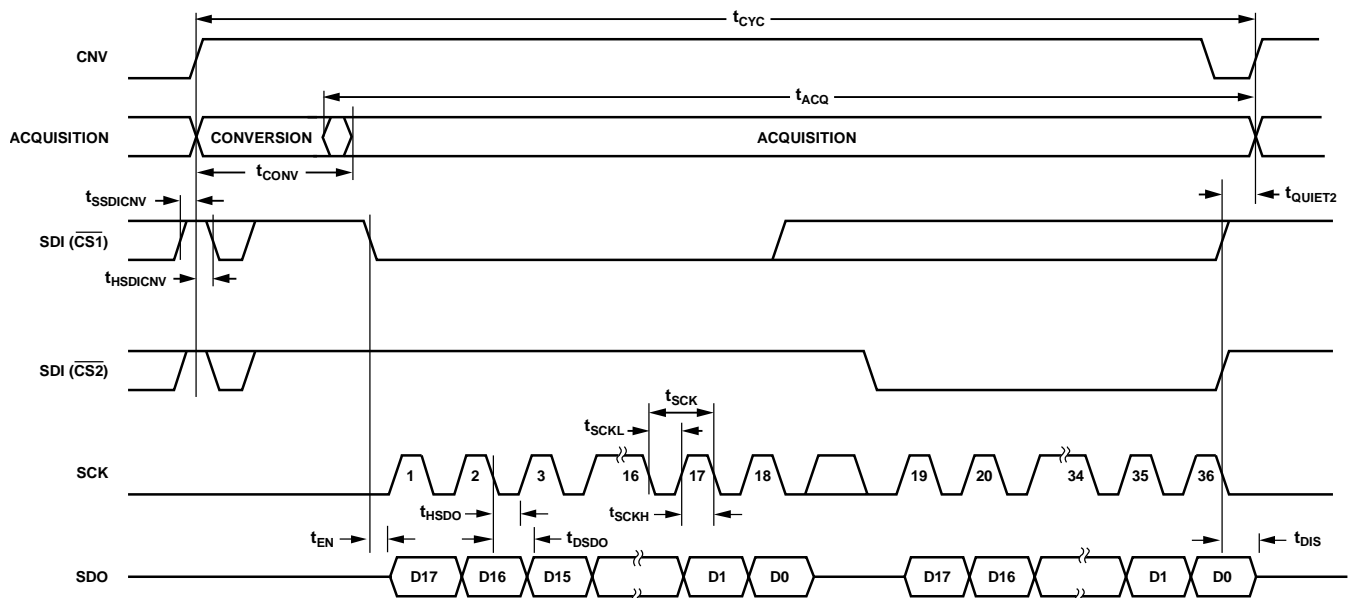 tCYC
CNV
tACQ
ACQUISITION CONVERSION ACQUISITION
tCONV
tSSDICNV
tQUIET2
SDI (CS1)
tHSDICNV
SDI (CS2)
tSCK
tSCKL
SCK 1 2 3 16 17 18 19 20 34 35 36
tHSDO tSCKH
tEN tDSDO tDIS
SDO D17 D16 D15 D1 D0 D17 D16 D1 D0